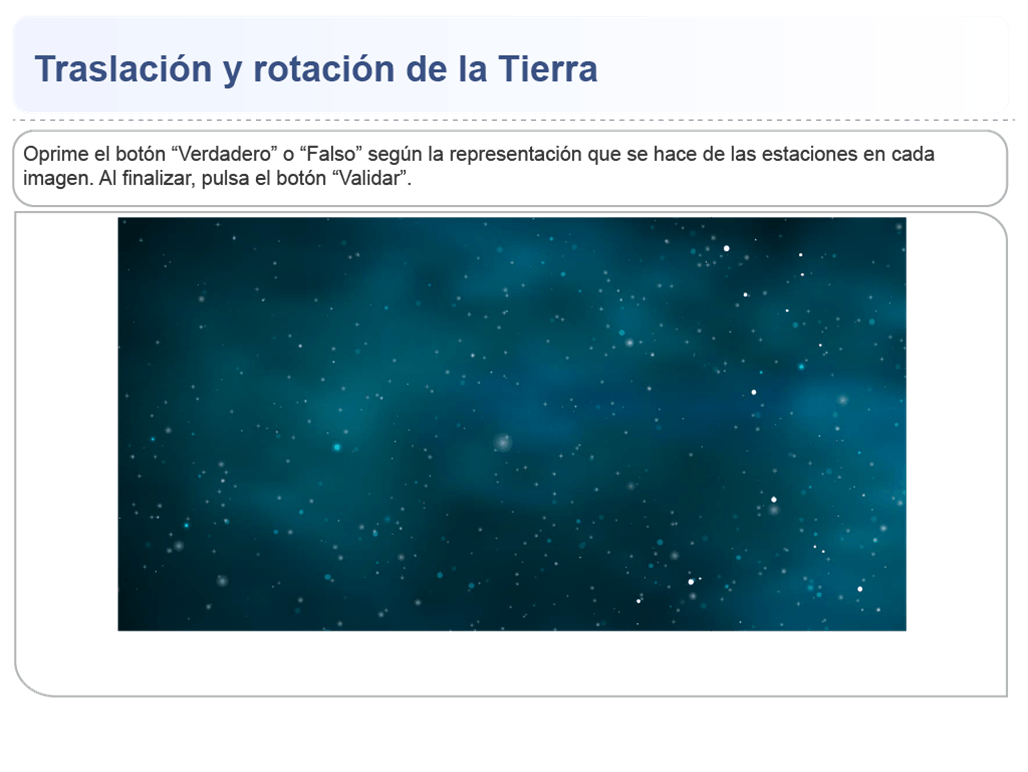 Traslación y rotación de la Tierra
Oprime el botón “Verdadero” o “Falso” según la representación que se hace de las estaciones en cada
imagen. Al finalizar, pulsa el botón “Validar”.